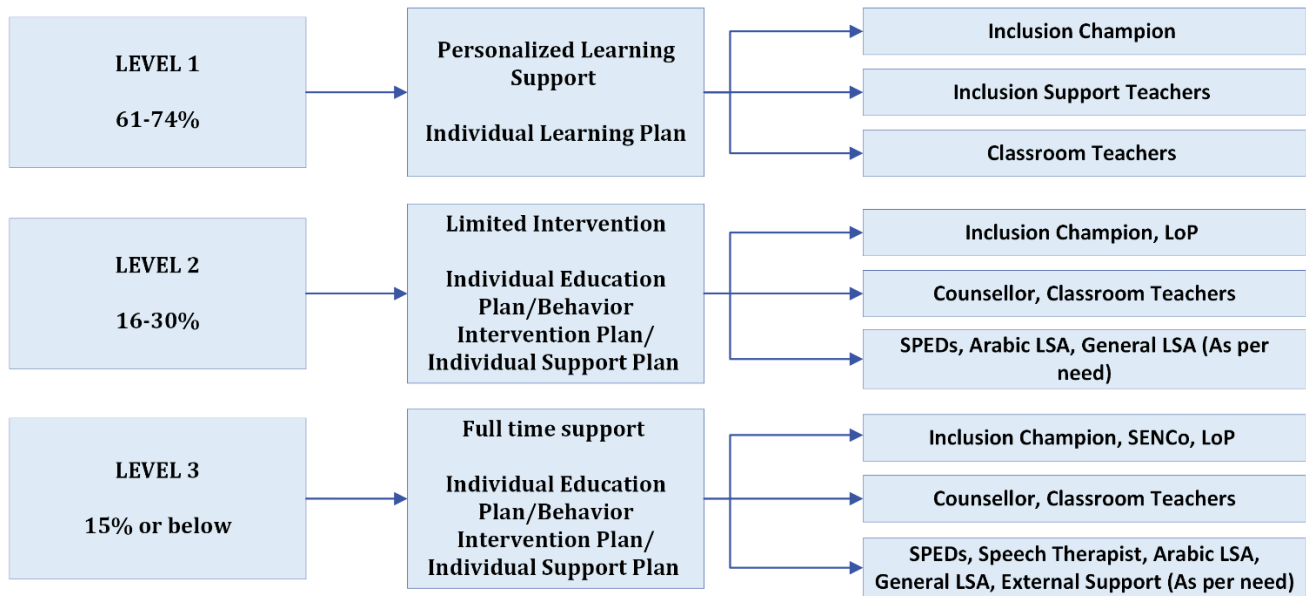 LEVEL 1
61-74%
Personalized Learning
Support
Individual Learning Plan
Inclusion Champion
Inclusion Support Teachers
Classroom Teachers
LEVEL 2
16-30%
Limited Intervention
Individual Education
Plan/Behavior
Intervention Plan/
Individual Support Plan
Inclusion Champion, LoP
Counsellor, Classroom Teachers
SPEDs, Arabic LSA, General LSA (As per
need)
LEVEL 3
15% or below
Full time support
Individual Education
Plan/Behavior
Intervention Plan/
Individual Support Plan
Inclusion Champion, SENCo, LoP
Counsellor, Classroom Teachers
SPEDs, Speech Therapist, Arabic LSA,
General LSA, External Support (As per need)